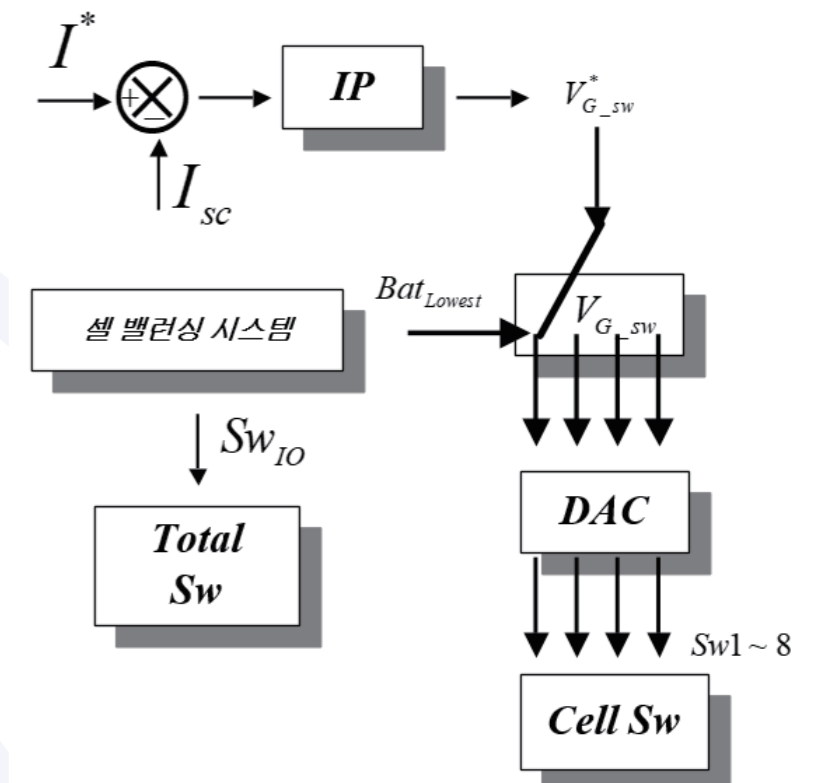 I*
+
−
IP
V*G_sw
Isc
BatLowest
VG_sw
셀 밸런싱 시스템
SwIO
Total
Sw
DAC
Sw1 ~ 8
Cell Sw